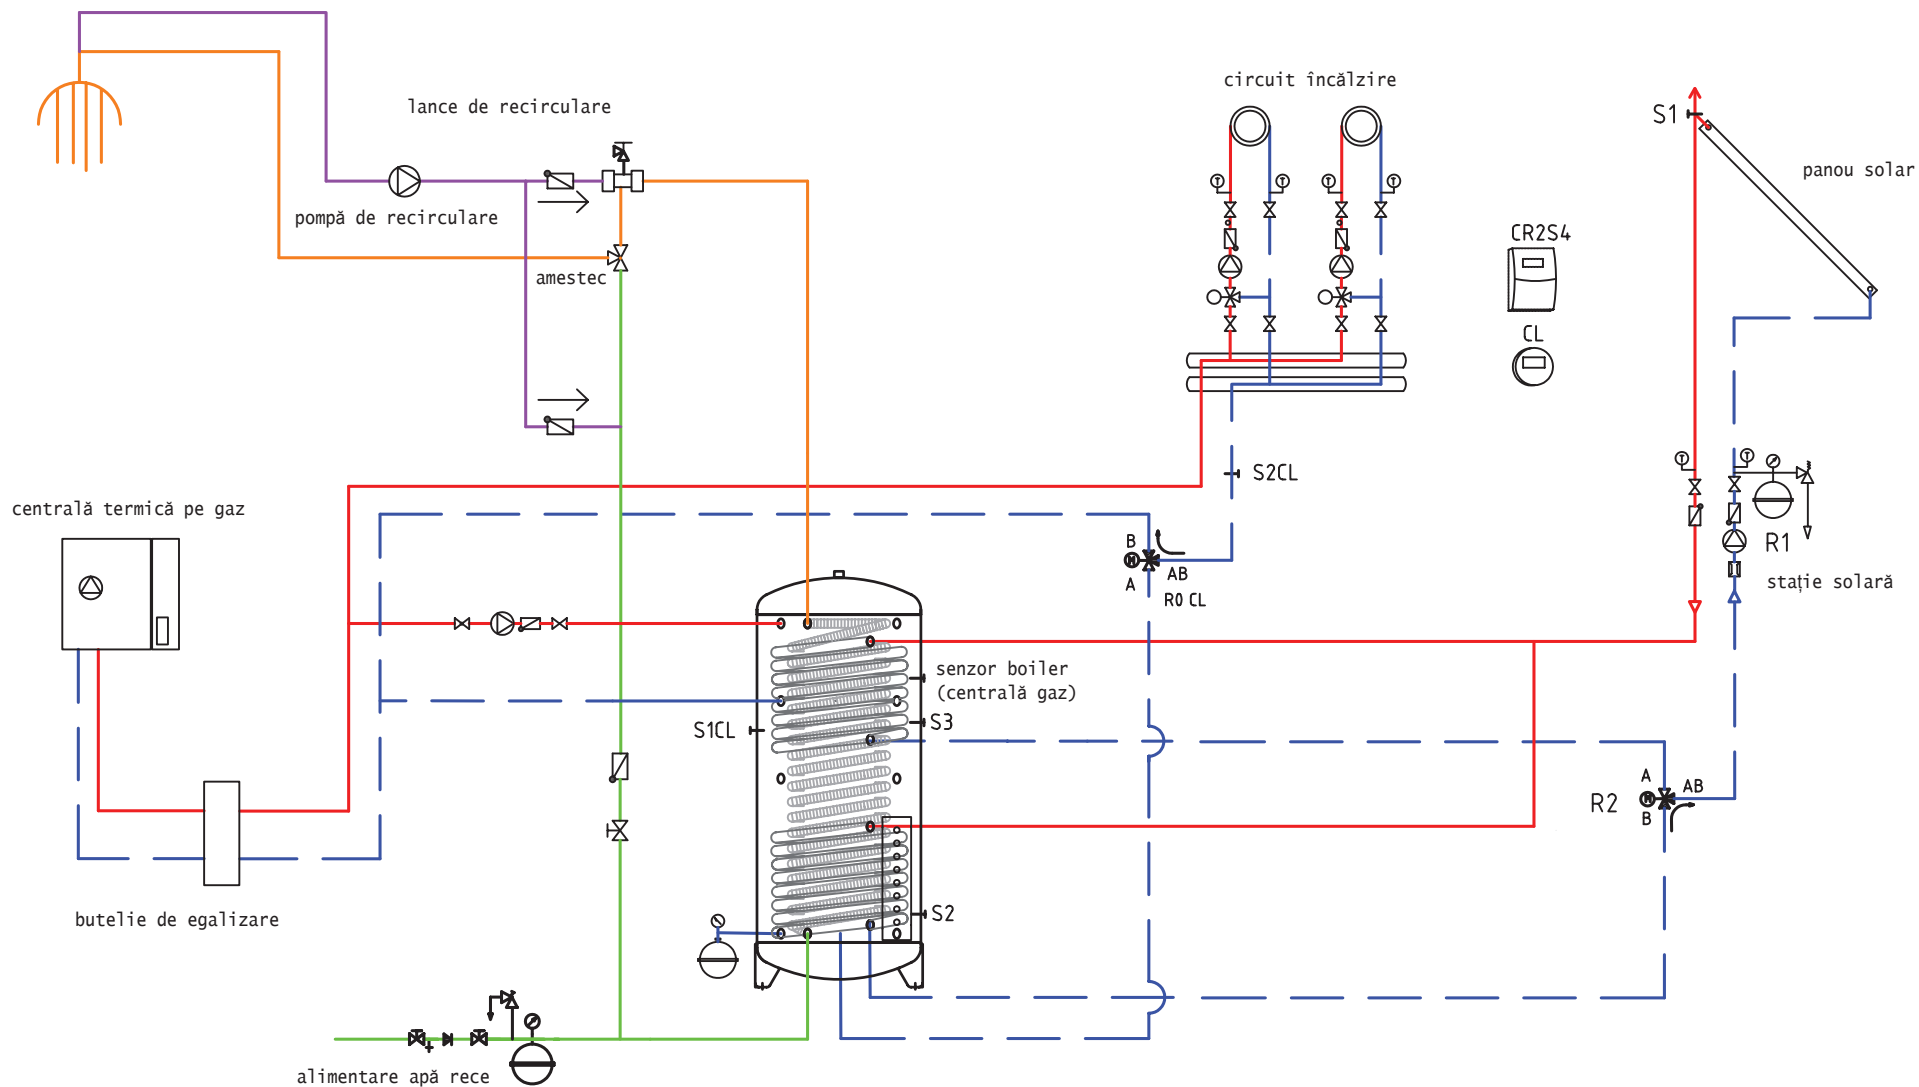 circuit încălzire
lance de recirculare
S1
panou solar
pompă de recirculare
T
T
T
T
CR2S4
amestec
CL
S2CL
centrală termică pe gaz
T
T
R1
stație solară
B
M
A
AB
R0 CL
senzor boiler
(centrală gaz)
S3
S1CL
A
M
B
AB
R2
butelie de egalizare
S2
alimentare apă rece